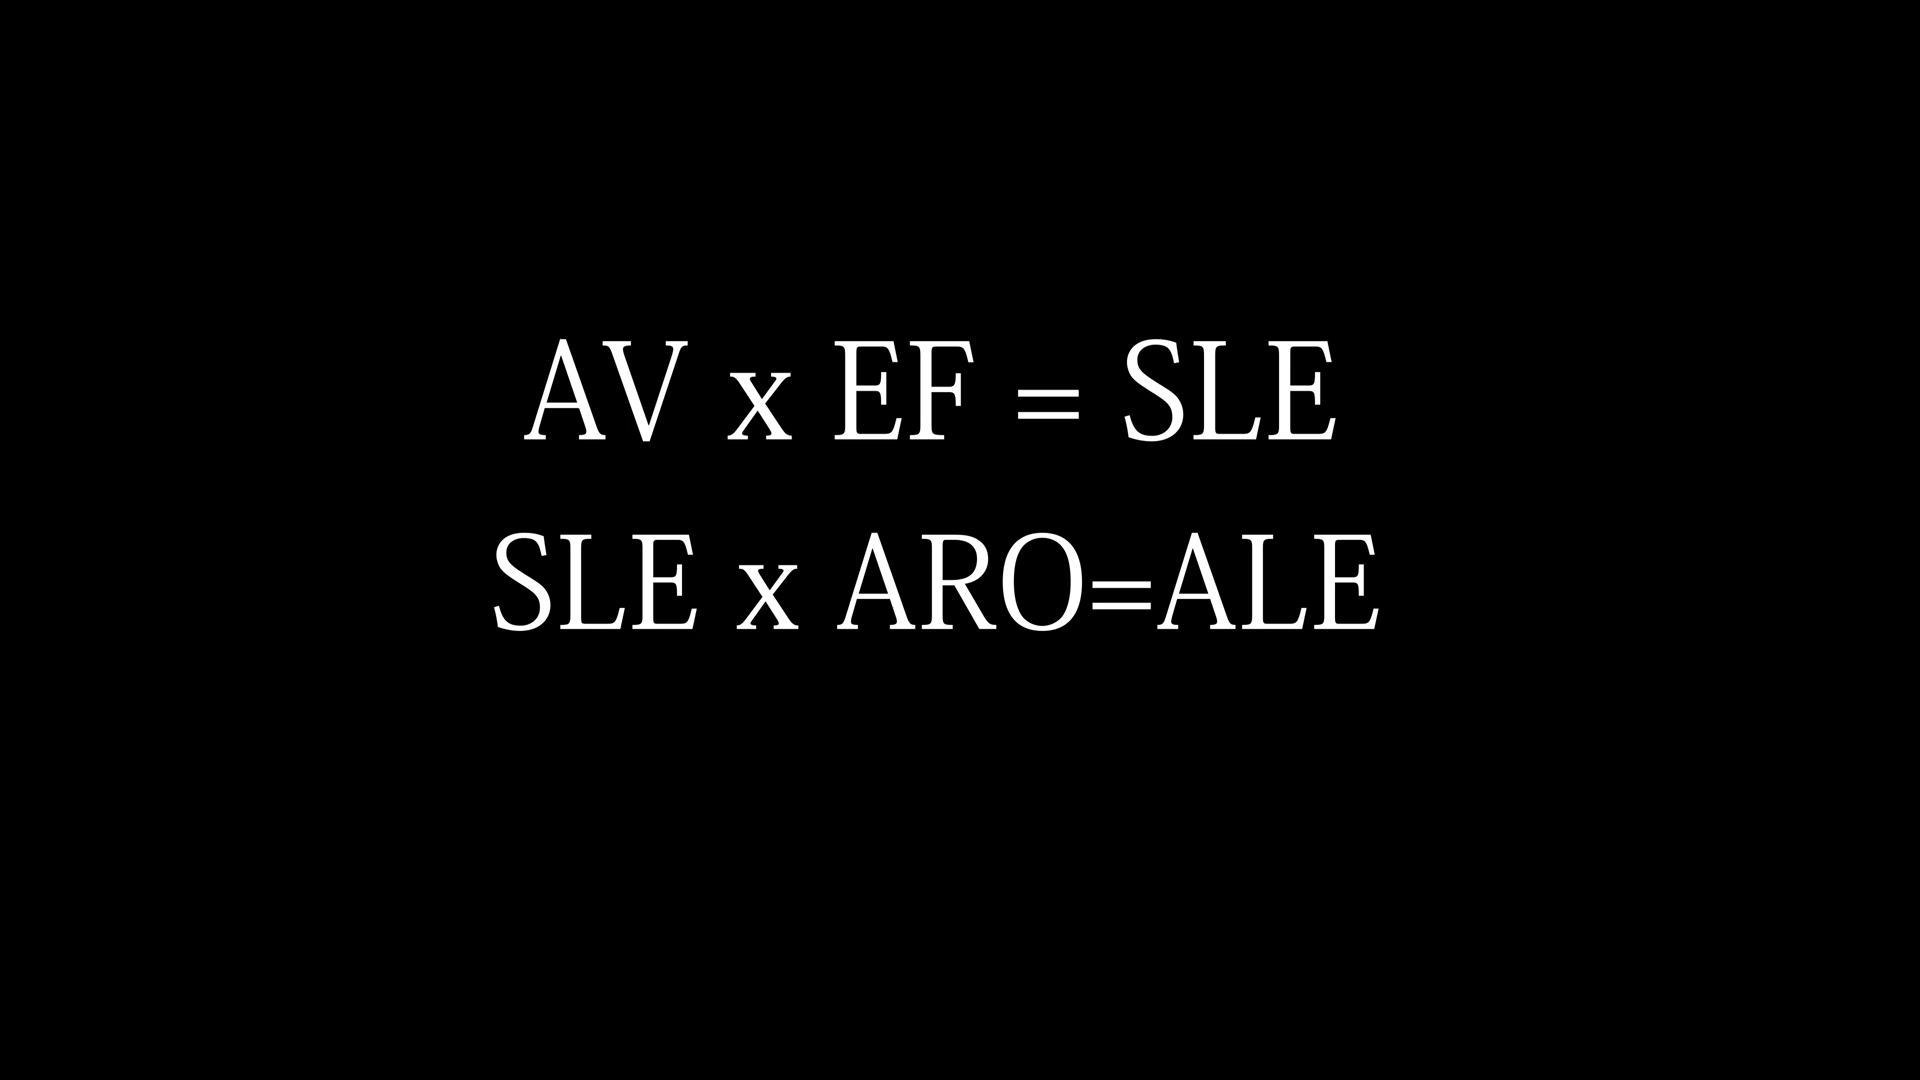 AV x EF = SLE
SLE x ARO=ALE